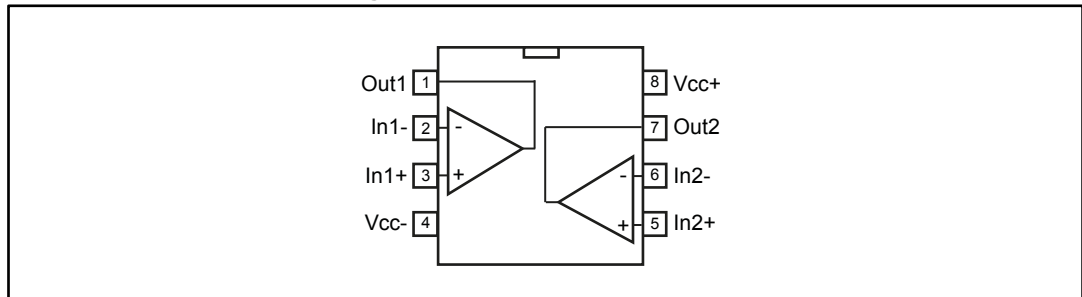 Out1 1 8 Vcc+
In1- 2 - 7 Out2
In1+ 3 + - 6 In2-
Vcc- 4 + 5 In2+